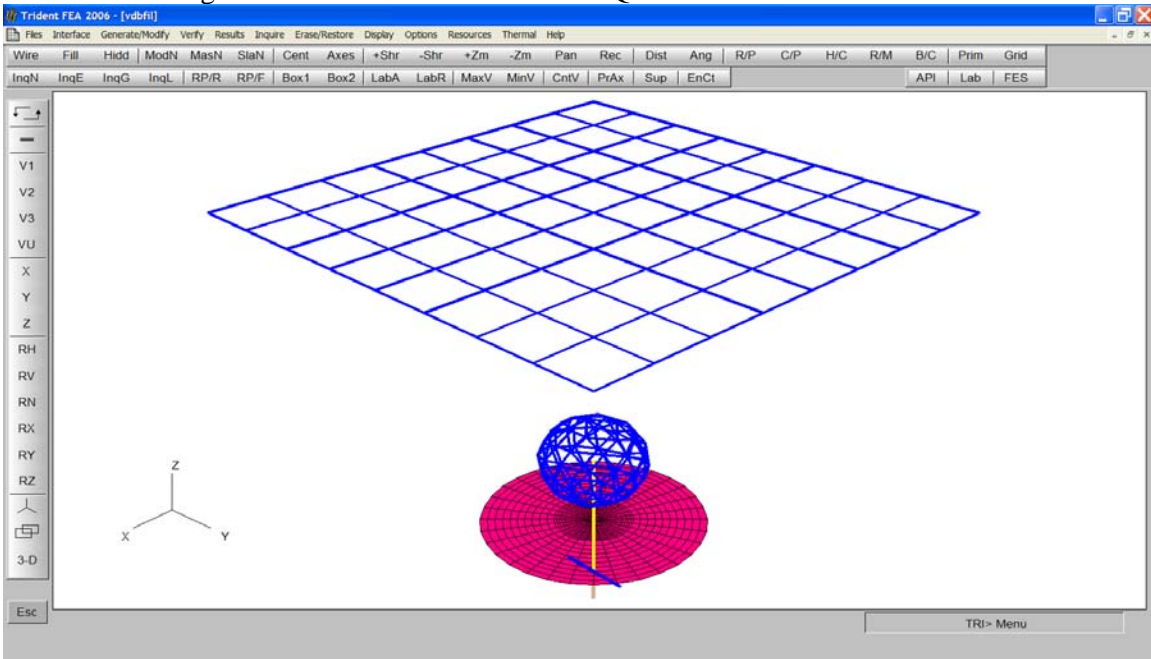 Trident FEA 2006 - [vdbfil]
Files Interface Generate/Modify Verify Results Inquire Erase/Restore Display Options Resources Thermal Help
Wire Fill Hidd ModN MasN SlaN Cent Axes +Shr -Shr +Zm -Zm Pan Rec Dist Ang R/P C/P H/C R/M B/C Prim Grid
InqN InqE InqG InqL RP/R RP/F Box1 Box2 LabA LabR MaxV MinV CntV PrAx Sup EnCt API Lab FES
V1
V2
V3
VU
X
Y
Z
RH
RV
RN
RX
RY
RZ
3-D
Esc
Z
X
Y
TRI> Menu